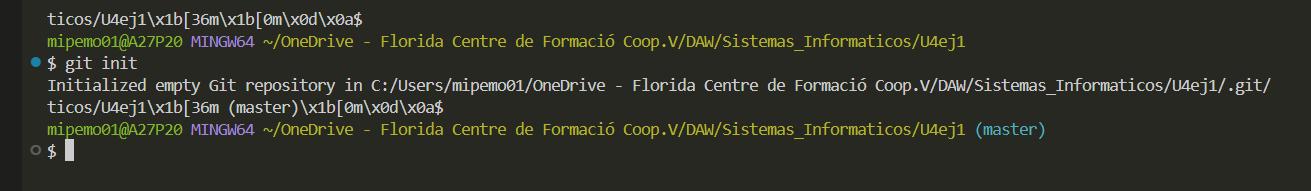 ticos/U4ej1\x1b[36m\x1b[0m\x0d\x0a$
mipemo01@A27P20 MINGW64 ~/OneDrive - Florida Centre de Formació Coop.V/DAW/Sistemas_Informaticos/U4ej1
$ git init
Initialized empty Git repository in C:/Users/mipemo01/OneDrive - Florida Centre de Formació Coop.V/DAW/Sistemas_Informaticos/U4ej1/.git/
ticos/U4ej1\x1b[36m (master)\x1b[0m\x0d\x0a$
mipemo01@A27P20 MINGW64 ~/OneDrive - Florida Centre de Formació Coop.V/DAW/Sistemas_Informaticos/U4ej1 (master)
$